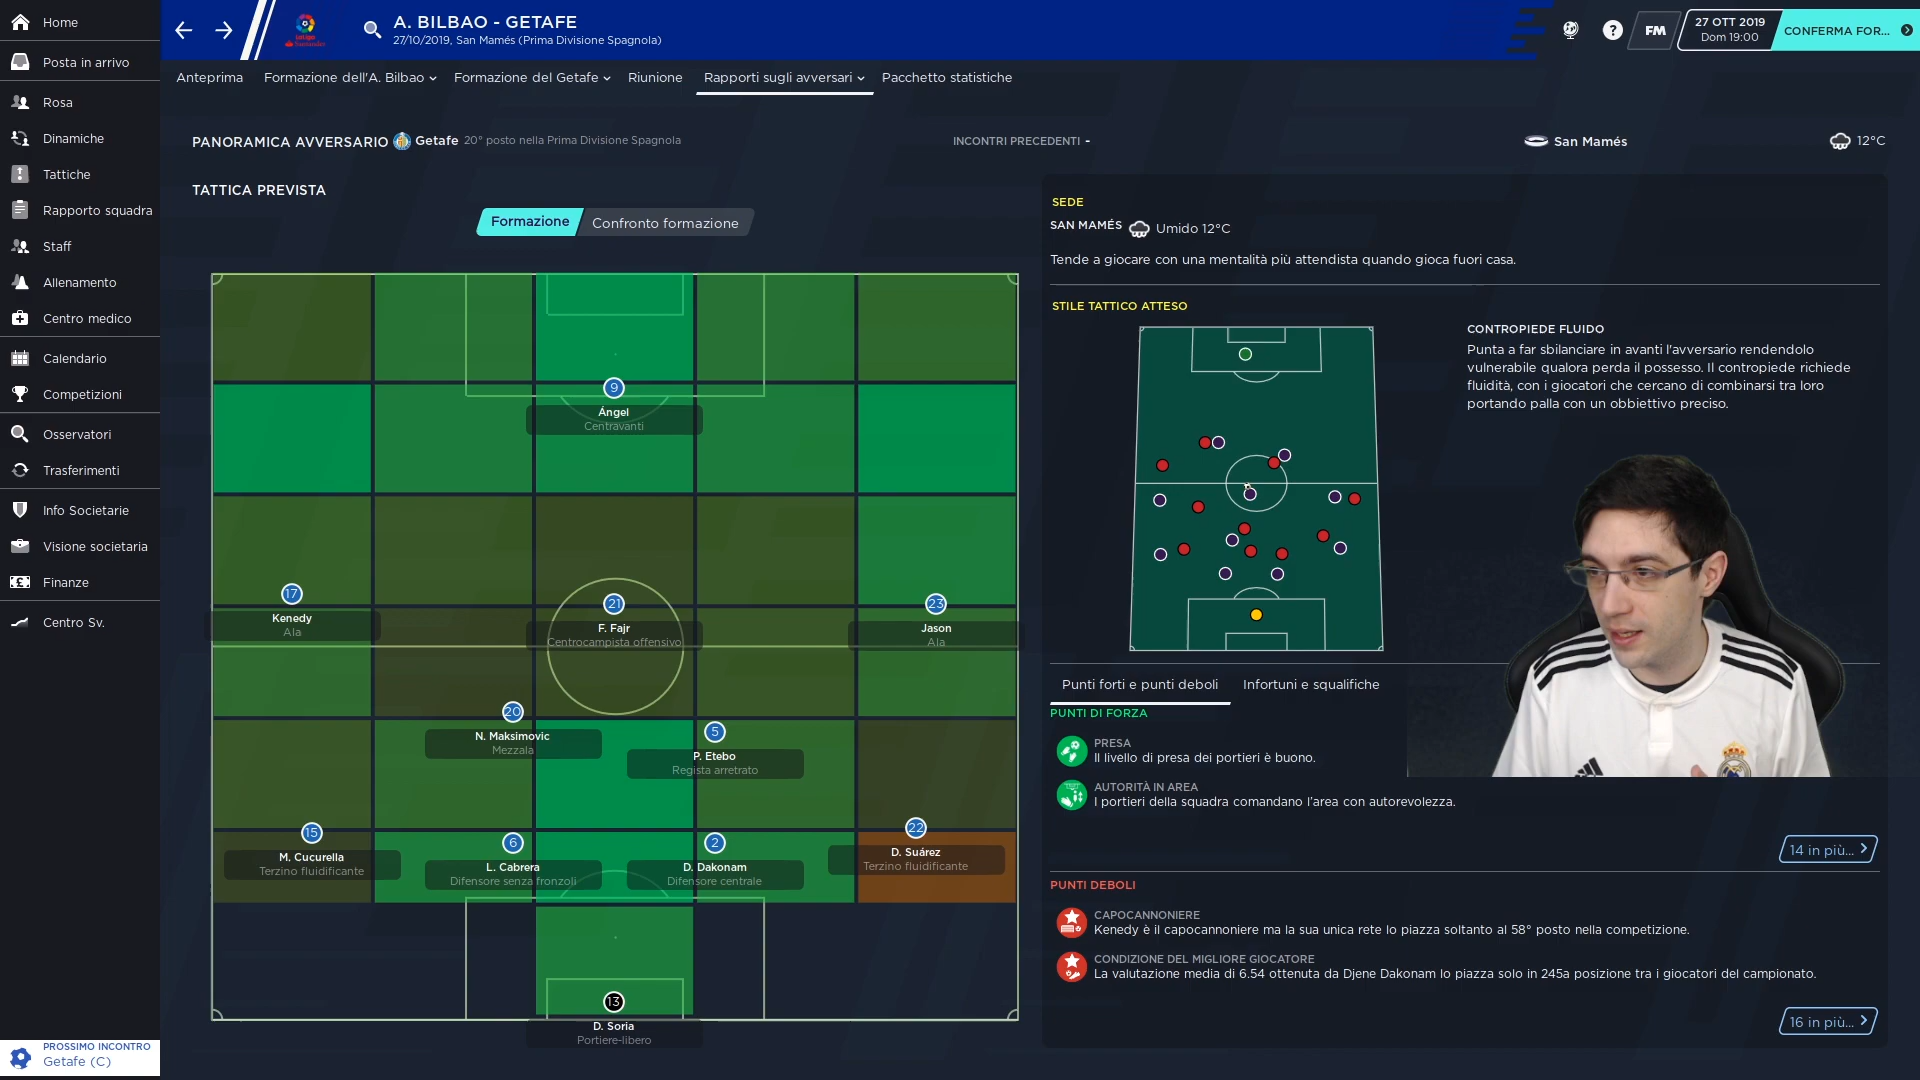 Home
Posta in arrivo
Rosa
Dinamiche
Tattiche
Rapporto squadra
Staff
Allenamento
Centro medico
Calendario
Competizioni
Osservatori
Trasferimenti
Info Societarie
Visione societaria
Finanze
Centro Sv.
PROSSIMO INCONTRO
Getafe (C)
A. BILBAO - GETAFE
27/10/2019, San Mamés (Prima Divisione Spagnola)
LaLiga
Santander
?
FM
27 OTT 2019
Dom 19:00
CONFERMA FOR...
Anteprima
Formazione dell'A. Bilbao
Formazione del Getafe
Riunione
Rapporti sugli avversari
Pacchetto statistiche
PANORAMICA AVVERSARIO Getafe 20° posto nella Prima Divisione Spagnola
INCONTRI PRECEDENTI -
San Mamés
12°C
TATTICA PREVISTA
Formazione
Confronto formazione
9
Ángel
Centravanti
17
Kenedy
Ala
21
F. Fajr
Centrocampista offensivo
23
Jason
Ala
20
N. Maksimovic
Mezzala
5
P. Etebo
Regista arretrato
15
M. Cucurella
Terzino fluidificante
6
L. Cabrera
Difensore senza fronzoli
2
D. Dakonam
Difensore centrale
22
D. Suárez
Terzino fluidificante
13
D. Soria
Portiere-libero
SEDE
SAN MAMÉS Umido 12°C
Tende a giocare con una mentalità più attendista quando gioca fuori casa.
STILE TATTICO ATTESO
CONTROPIEDE FLUIDO
Punta a far sbilanciare in avanti l'avversario rendendolo
vulnerabile qualora perda il possesso. Il contropiede richiede
fluidità, con i giocatori che cercano di combinarsi tra loro
portando palla con un obbiettivo preciso.
Punti forti e punti deboli
Infortuni e squalifiche
PUNTI DI FORZA
PRESA
Il livello di presa dei portieri è buono.
AUTORITÀ IN AREA
I portieri della squadra comandano l'area con autorevolezza.
14 in più...
PUNTI DEBOLI
CAPOCANNONIERE
Kenedy è il capocannoniere ma la sua unica rete lo piazza soltanto al 58° posto nella competizione.
CONDIZIONE DEL MIGLIORE GIOCATORE
La valutazione media di 6.54 ottenuta da Djene Dakonam lo piazza solo in 245a posizione tra i giocatori del campionato.
16 in più...